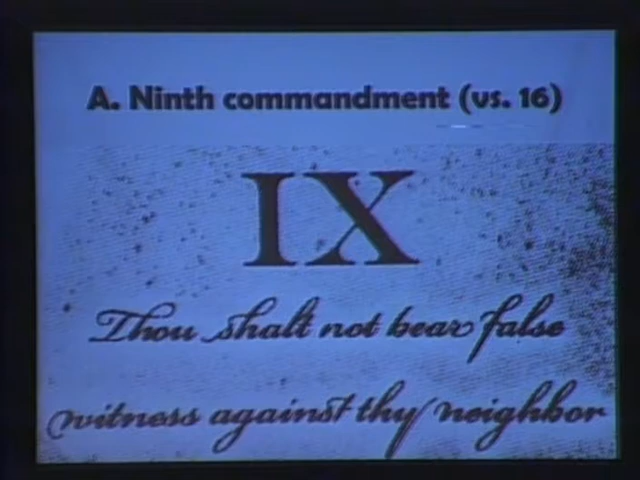 A. Ninth commandment (vs. 16)
IX
Thou shalt not bear false
witness against thy neighbor